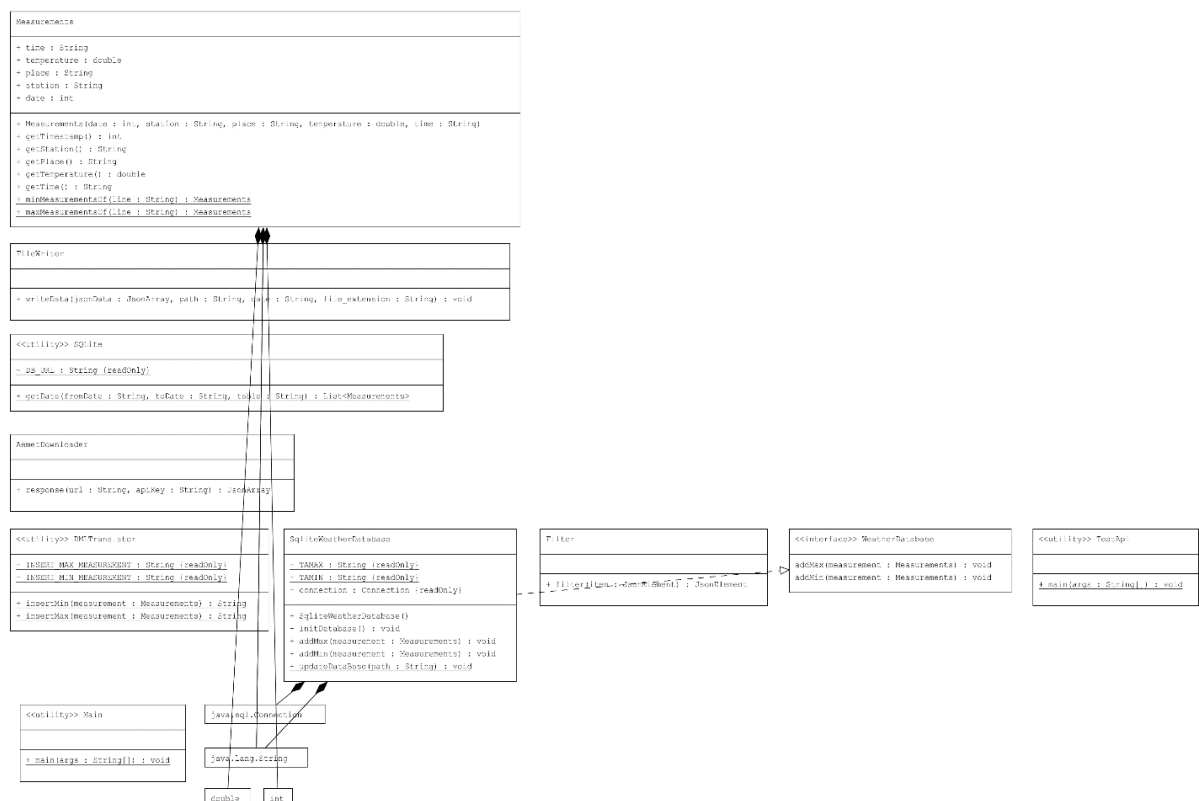 Measurements
+ time : String
+ temperature : double
+ place : String
+ station : String
+ date : int
+ Measurements(date : int, station : String, place : String, temperature : double, time : String)
+ getTimestamp() : int
+ getStation() : String
+ getPlace() : String
+ getTemperature() : double
+ getTime() : String
+ minMeasurementsOf(line : String) : Measurements
+ maxMeasurementsOf(line : String) : Measurements
FileWriter
+ writeData(jsonData : JsonArray, path : String, date : String, file_extension : String) : void
<<utility>> SQLite
- DB_URL : String {readOnly}
+ getData(fromDate : String, toDate : String, table : String) : List<Measurements>
AemetDownloader
+ response(url : String, apiKey : String) : JsonArray
<<utility>> DMLTranslator
- INSERT_MAX_MEASUREMENT : String {readOnly}
- INSERT_MIN_MEASUREMENT : String {readOnly}
+ insertMin(measurement : Measurements) : String
+ insertMax(measurement : Measurements) : String
SqliteWeatherDatabase
- TAMAX : String {readOnly}
- TAMIN : String {readOnly}
- connection : Connection {readOnly}
+ SqliteWeatherDatabase()
- initDatabase() : void
+ addMax(measurement : Measurements) : void
+ addMin(measurement : Measurements) : void
+ updateDataBase(path : String) : void
Filter
+ filter(item : JsonElement) : JsonElement
<<interface>> WeatherDatabase
addMax(measurement : Measurements) : void
addMin(measurement : Measurements) : void
<<utility>> TestApi
+ main(args : String[]) : void
<<utility>> Main
+ main(args : String[]) : void
java.sql.Connection
java.lang.String
double
int